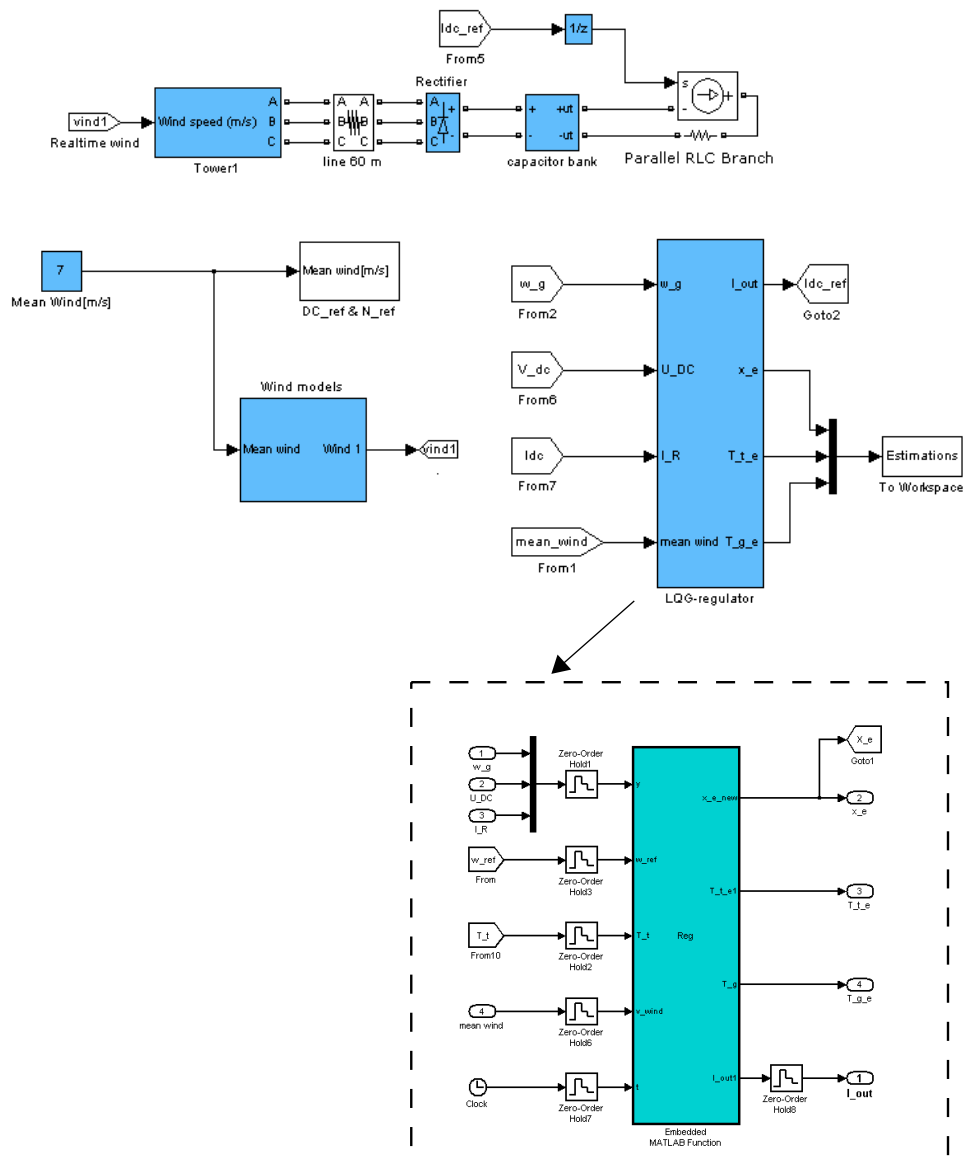 Idc_ref
From5
1/z
Rectifier
s
-
+
vind1
Realtime wind
Wind speed (m/s)
A
B
C
Tower1
A A
B B
C C
line 60 m
A
B
C
+
-
+ +ut
- -ut
capacitor bank
Parallel RLC Branch
7
Mean Wind[m/s]
Mean wind[m/s]
DC_ref & N_ref
Wind models
Mean wind Wind 1
vind1
w_g
From2
V_dc
From6
Idc
From7
mean_wind
From1
w_g I_out
U_DC x_e
I_R T_t_e
mean wind T_g_e
LQG-regulator
Idc_ref
Goto2
Estimations
To Workspace
1
w_g
2
U_DC
3
I_R
Zero-Order
Hold1
w_ref
From
Zero-Order
Hold3
T_t
From10
Zero-Order
Hold2
4
mean wind
Zero-Order
Hold6
Clock
Zero-Order
Hold7
y
w_ref
T_t
v_wind
t
Reg
x_e_new
T_t_e1
T_g
I_out1
Embedded
MATLAB Function
X_e
Goto1
2
x_e
3
T_t_e
4
T_g_e
Zero-Order
Hold8
1
I_out